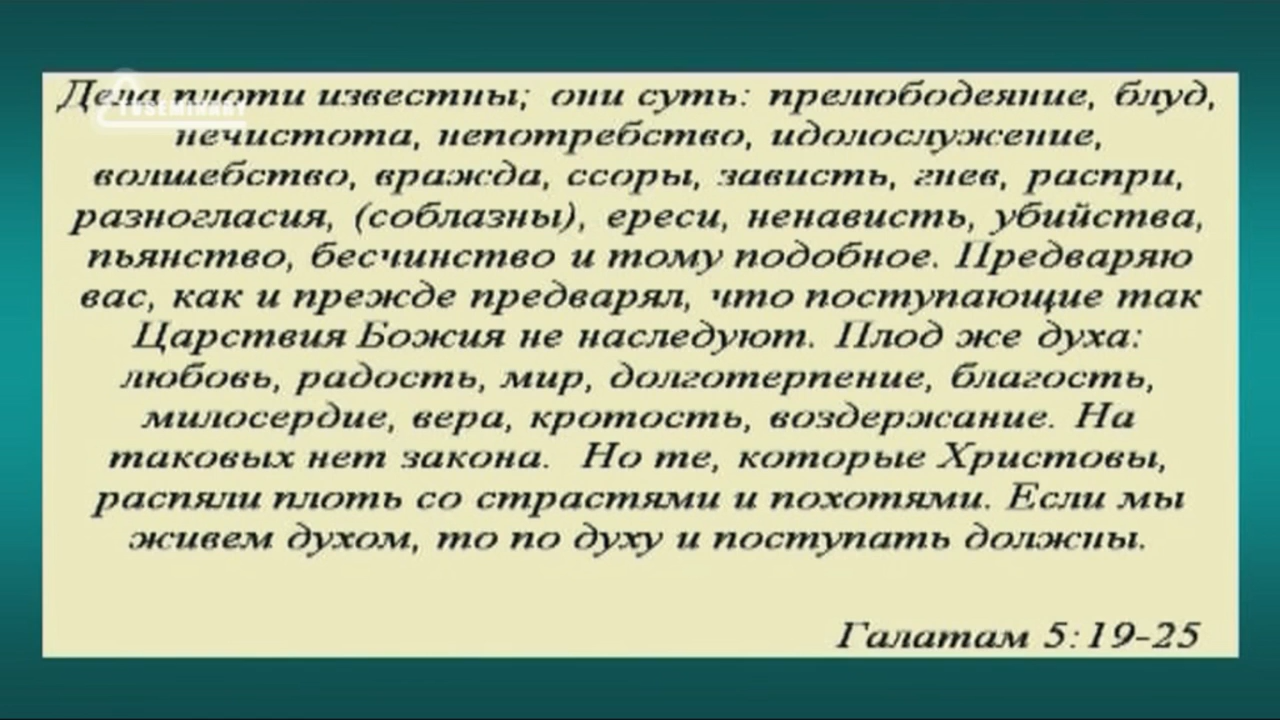 Дела плоти известны; они суть: прелюбодеяние, блуд,
нечистота, непотребство, идолослужение,
волшебство, вражда, ссоры, зависть, гнев, распри,
разногласия, (соблазны), ереси, ненависть, убийства,
пьянство, бесчинство и тому подобное. Предваряю
вас, как и прежде предварял, что поступающие так
Царствия Божия не наследуют. Плод же духа:
любовь, радость, мир, долготерпение, благость,
милосердие, вера, кротость, воздержание. На
таковых нет закона. Но те, которые Христовы,
распяли плоть со страстями и похотями. Если мы
живем духом, то по духу и поступать должны.
Галатам 5:19-25